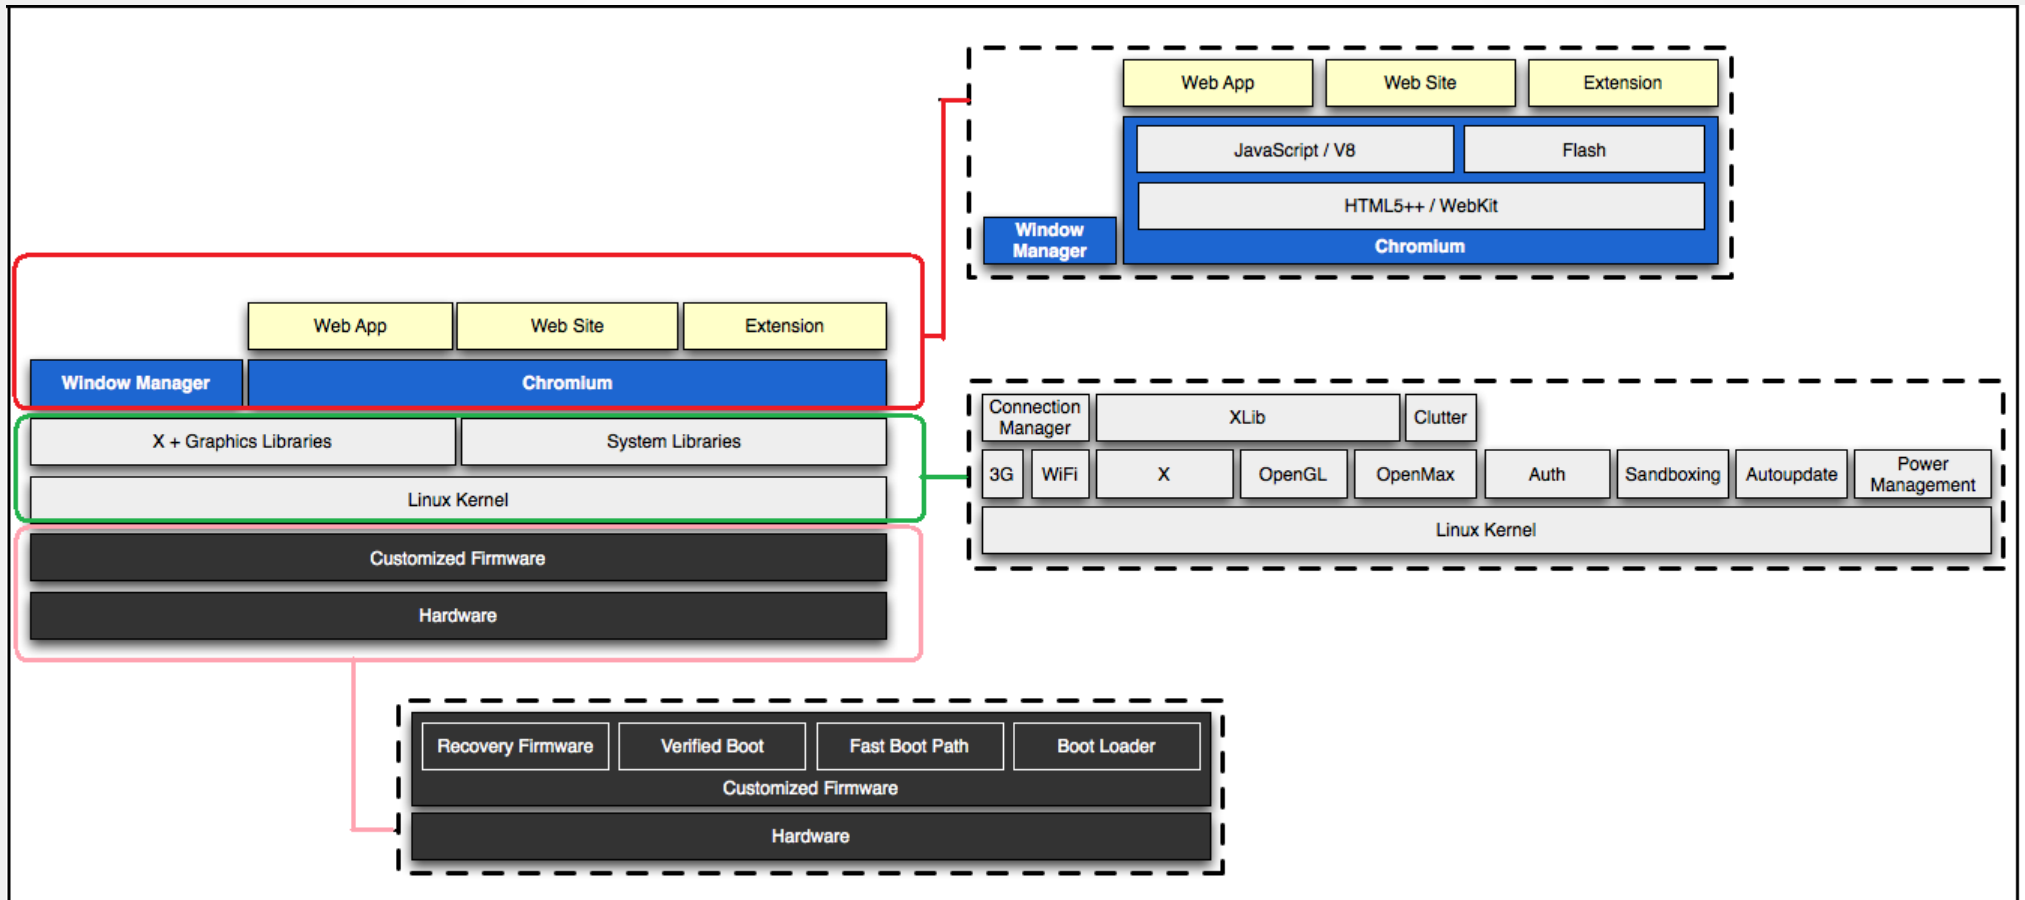 Web App
Web Site
Extension
JavaScript / V8
Flash
HTML5++ / WebKit
Window
Manager
Chromium
Web App
Web Site
Extension
Window Manager
Chromium
X + Graphics Libraries
System Libraries
Linux Kernel
Customized Firmware
Hardware
Connection
Manager
XLib
Clutter
3G
WiFi
X
OpenGL
OpenMax
Auth
Sandboxing
Autoupdate
Power
Management
Linux Kernel
Recovery Firmware
Verified Boot
Fast Boot Path
Boot Loader
Customized Firmware
Hardware